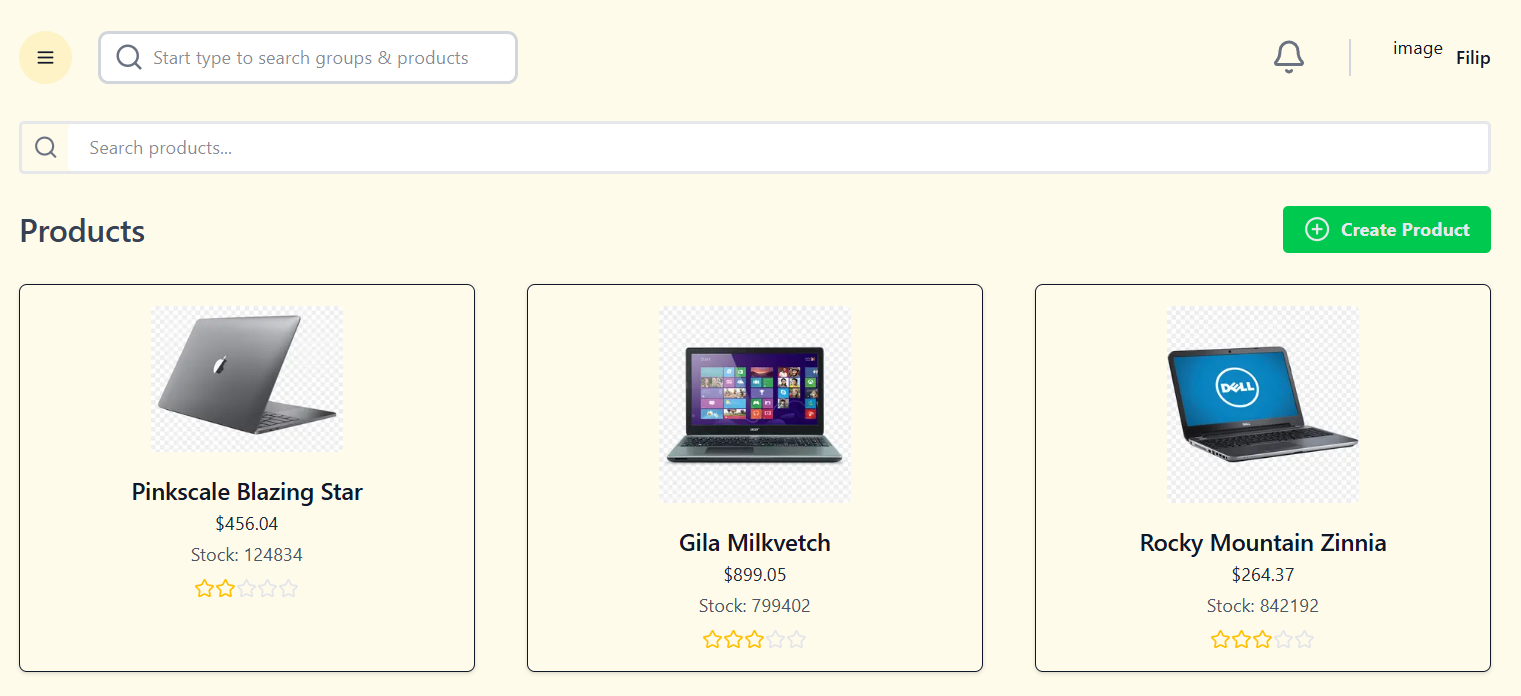 Start type to search groups & products
image
Filip
Search products...
Products
Create Product
DELL
Pinkscale Blazing Star
$456.04
Stock: 124834
Gila Milkvetch
$899.05
Stock: 799402
Rocky Mountain Zinnia
$264.37
Stock: 842192